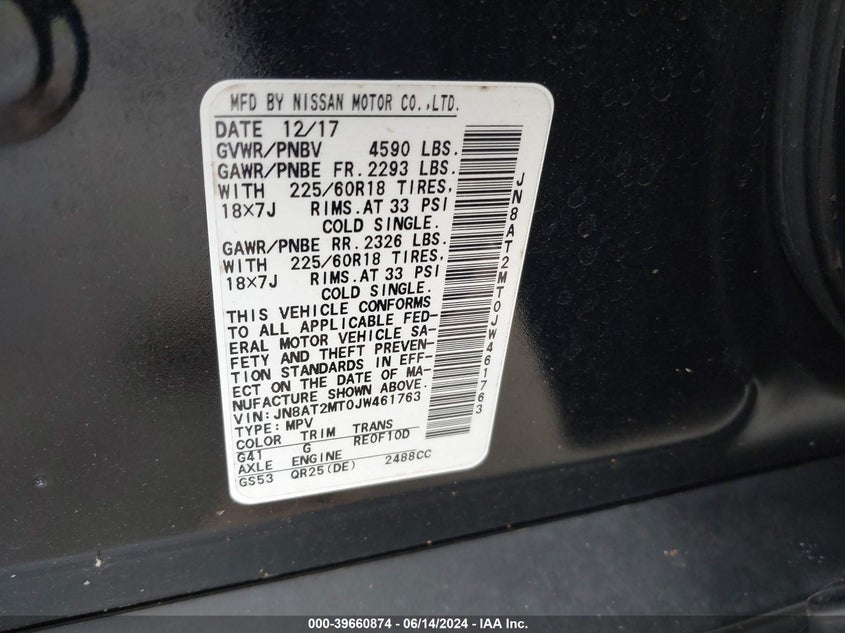 MFD BY NISSAN MOTOR CO.,LTD.
DATE 12/17
GVWR/PNBV 4590 LBS.
GAWR/PNBE FR. 2293 LBS.
WITH 225/60R18 TIRES,
18×7J RIMS.AT 33 PSI
COLD SINGLE.
GAWR/PNBE RR. 2326 LBS.
WITH 225/60R18 TIRES,
18×7J RIMS.AT 33 PSI
COLD SINGLE.
THIS VEHICLE CONFORMS
TO ALL APPLICABLE FED-
ERAL MOTOR VEHICLE SA-
FETY AND THEFT PREVEN-
TION STANDARDS IN EFF-
ECT ON THE DATE OF MA-
NUFACTURE SHOWN ABOVE.
VIN:JN8AT2MT0JW461763
TYPE:MPV
COLOR TRIM TRANS
G41 G RE0F10D
AXLE ENGINE
GS53 QR25(DE) 2488CC
JN8AT2MT0JW461763
000-39660874 - 06/14/2024 - IAA Inc.